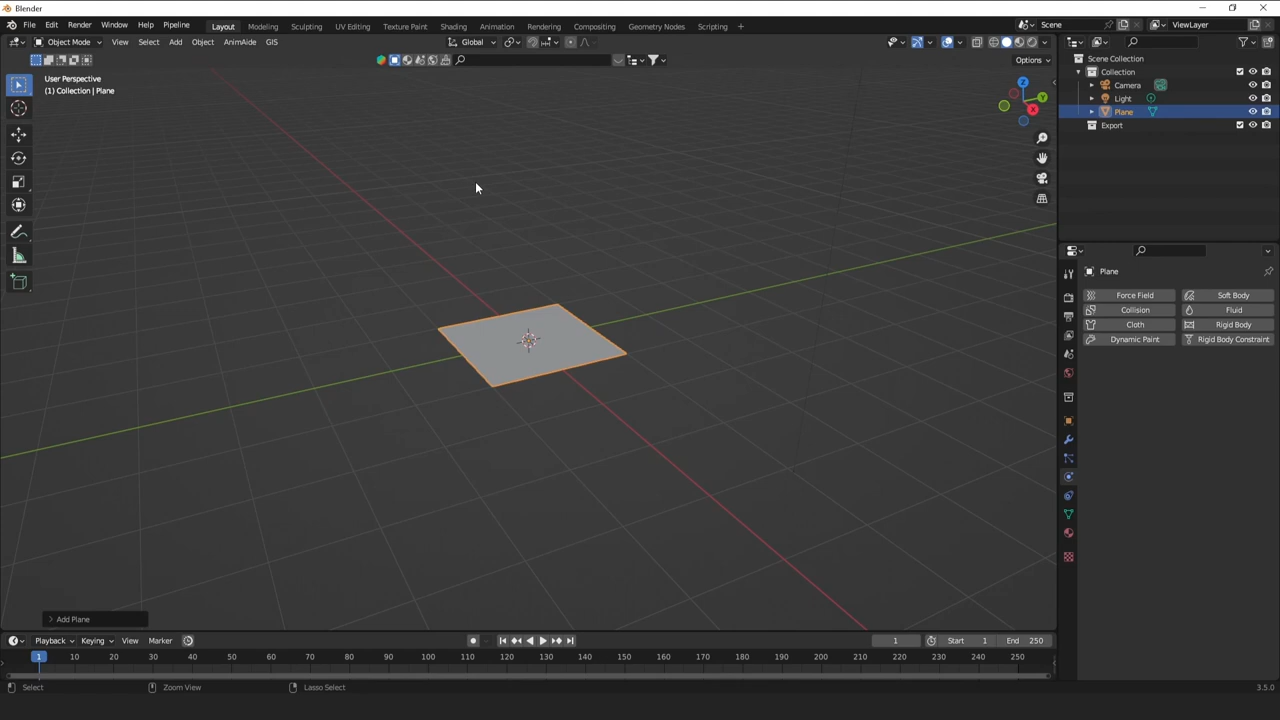 Blender
File Edit Render Window Help Pipeline Layout Modeling Sculpting UV Editing Texture Paint Shading Animation Rendering Compositing Geometry Nodes Scripting + Scene ViewLayer
Object Mode View Select Add Object AnimAide GIS Global
Options
User Perspective
(1) Collection | Plane
X
Y
Z
Scene Collection
Collection
Camera
Light
Plane
Export
Plane
Force Field Soft Body
Collision Fluid
Cloth Rigid Body
Dynamic Paint Rigid Body Constraint
Add Plane
Playback Keying View Marker 1 Start 1 End 250
1 10 20 30 40 50 60 70 80 90 100 110 120 130 140 150 160 170 180 190 200 210 220 230 240 250
Select Zoom View Lasso Select 3.5.0